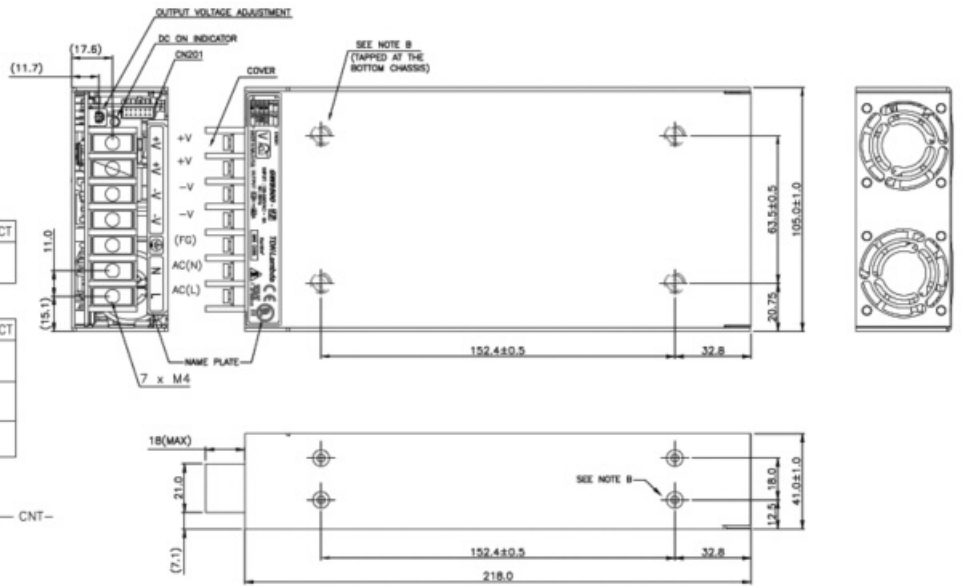 OUTPUT VOLTAGE ADJUSTMENT
DC ON INDICATOR
CN201
COVER
(17.6)
(11.7)
SEE NOTE B
(TAPPED AT THE
BOTTOM CHASSIS)
+V
+V
-V
-V
(FG)
AC(N)
AC(L)
+V
+V
-V
-V
N
L
TDK-Lambda
CT
CT
11.0
(15.1)
63.5±0.5
105.0±1.0
20.75
152.4±0.5
32.8
NAME PLATE
7 x M4
18(MAX)
21.0
(7.1)
SEE NOTE B
18.0
12.5
41.0±1.0
152.4±0.5
32.8
218.0
CNT-